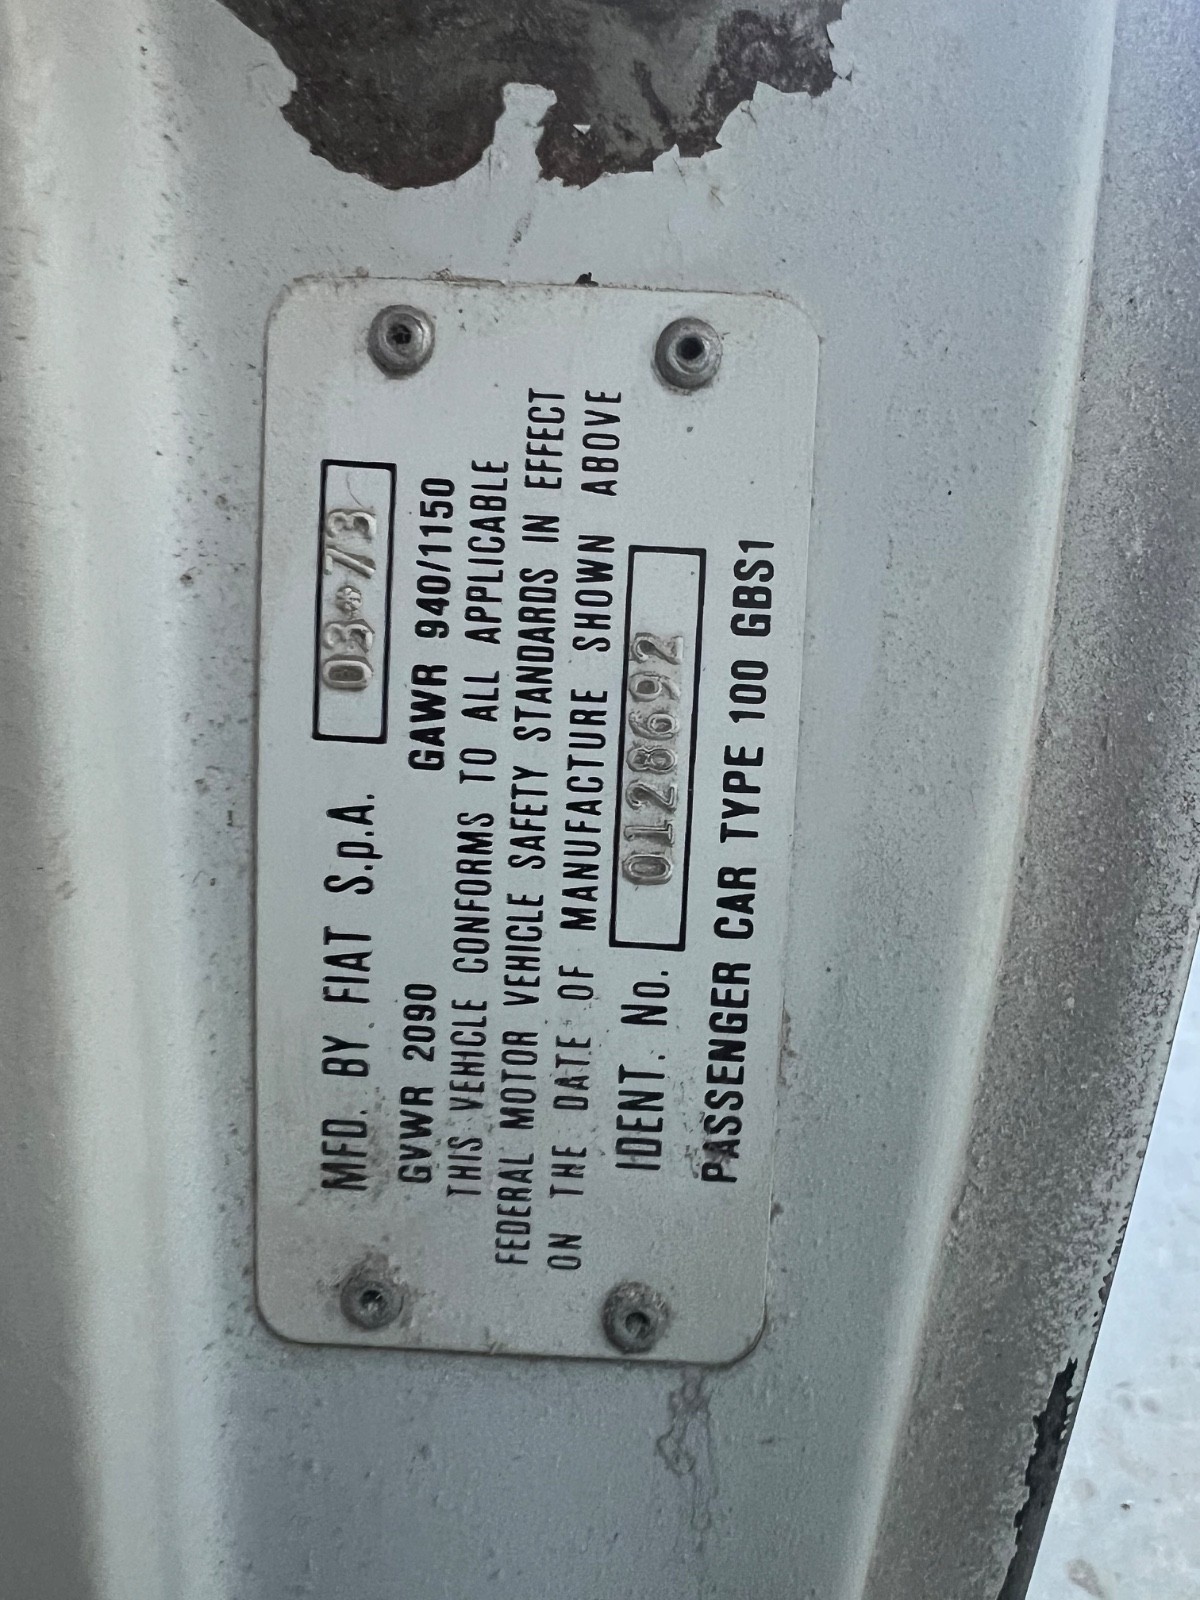 MFD. BY FIAT S.p.A. 03-73
GVWR 2090 GAWR 940/1150
THIS VEHICLE CONFORMS TO ALL APPLICABLE
FEDERAL MOTOR VEHICLE SAFETY STANDARDS IN EFFECT
ON THE DATE OF MANUFACTURE SHOWN ABOVE
IDENT. No. 0128692
PASSENGER CAR TYPE 100 GBS1